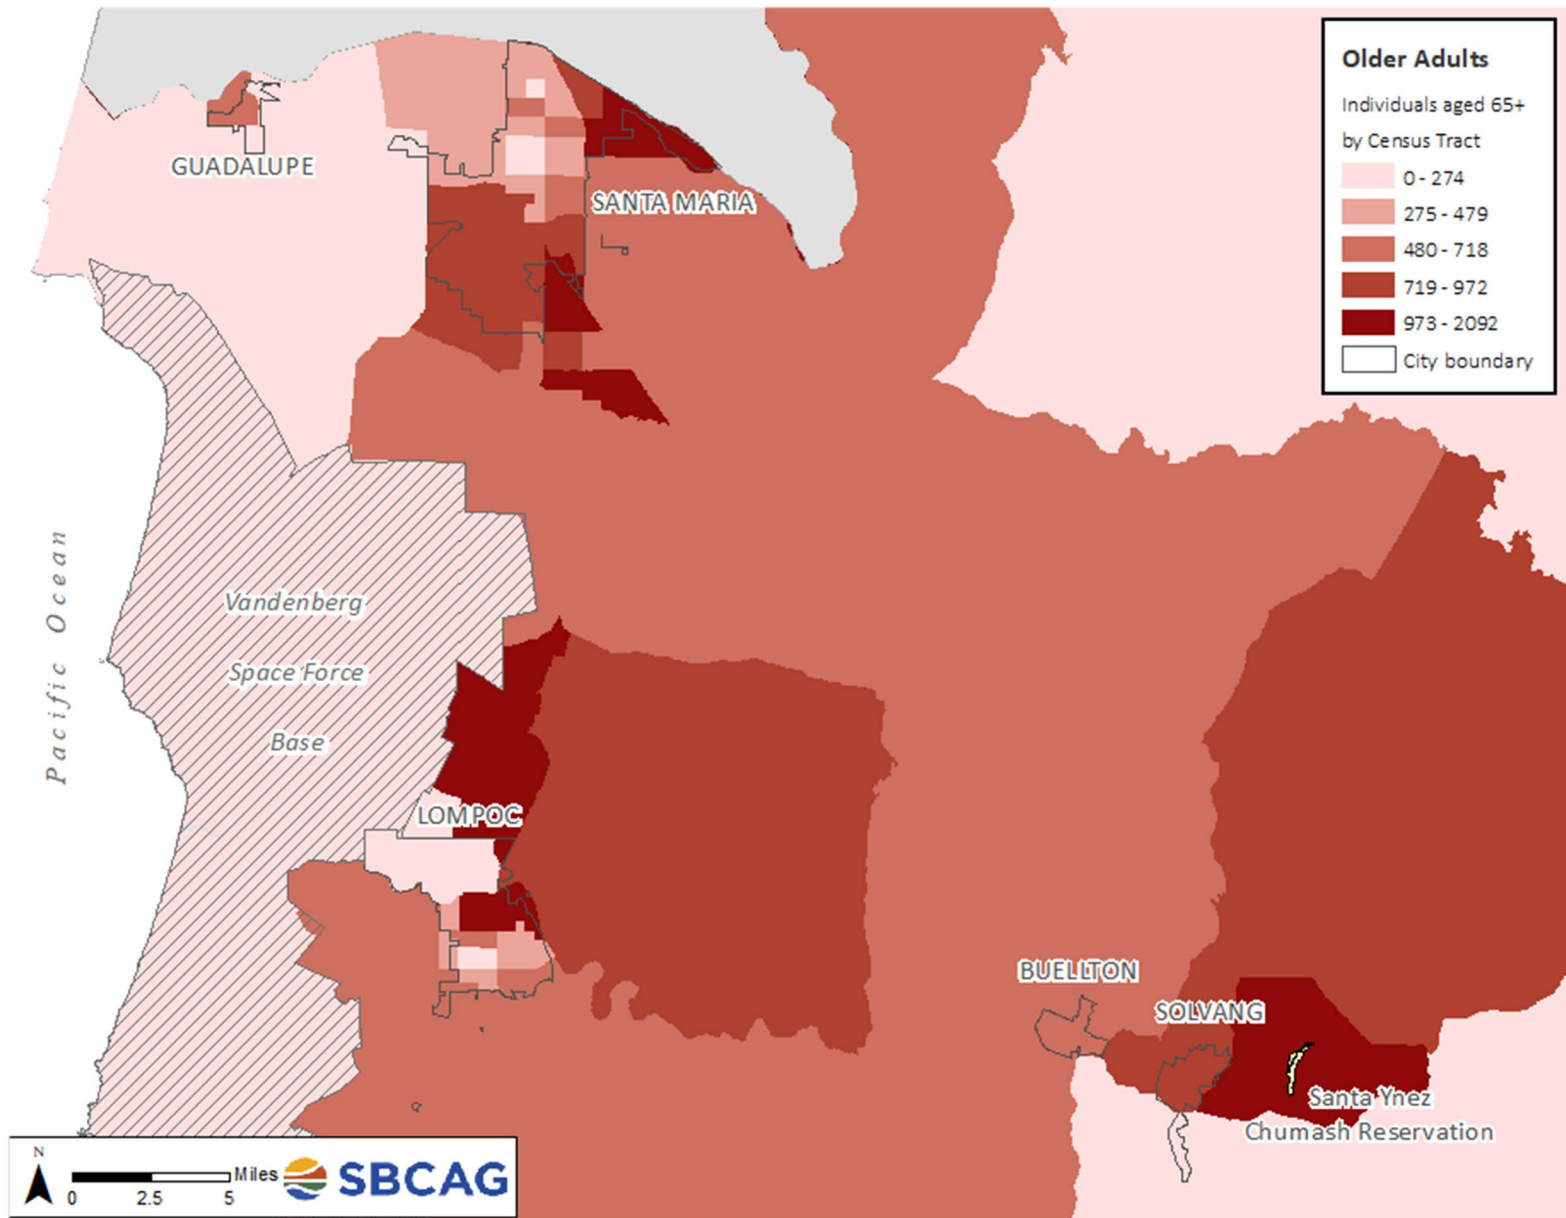 Older Adults
Individuals aged 65+
by Census Tract
0 - 274
275 - 479
480 - 718
719 - 972
973 - 2092
City boundary
GUADALUPE
SANTA MARIA
Pacific Ocean
Vandenberg
Space Force
Base
LOMPOC
BUELLTON
SOLVANG
Santa Ynez
Chumash Reservation
N
Miles
0 2.5 5
SBCAG